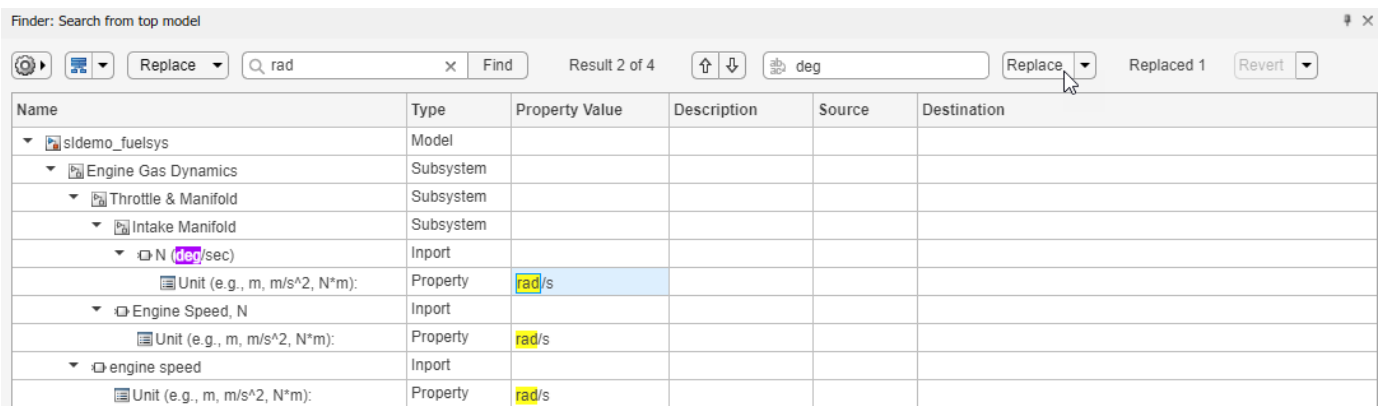 Finder: Search from top model
Replace rad Find Result 2 of 4 deg Replace Replaced 1 Revert
Name Type Property Value Description Source Destination
sldemo_fuelsys Model
Engine Gas Dynamics Subsystem
Throttle & Manifold Subsystem
Intake Manifold Subsystem
N (deg/sec) Inport
Unit (e.g., m, m/s^2, N*m): Property rad/s
Engine Speed, N Inport
Unit (e.g., m, m/s^2, N*m): Property rad/s
engine speed Inport
Unit (e.g., m, m/s^2, N*m): Property rad/s